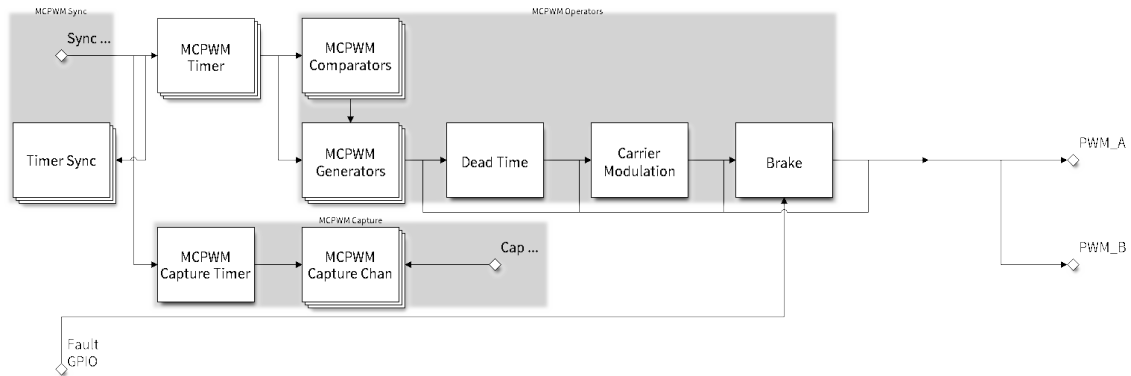 MCPWM Sync
MCPWM Operators
Sync ...
MCPWM
Timer
MCPWM
Comparators
Timer Sync
MCPWM
Generators
Dead Time
Carrier
Modulation
Brake
PWM_A
MCPWM Capture
MCPWM
Capture Timer
MCPWM
Capture Chan
Cap ...
PWM_B
Fault
GPIO